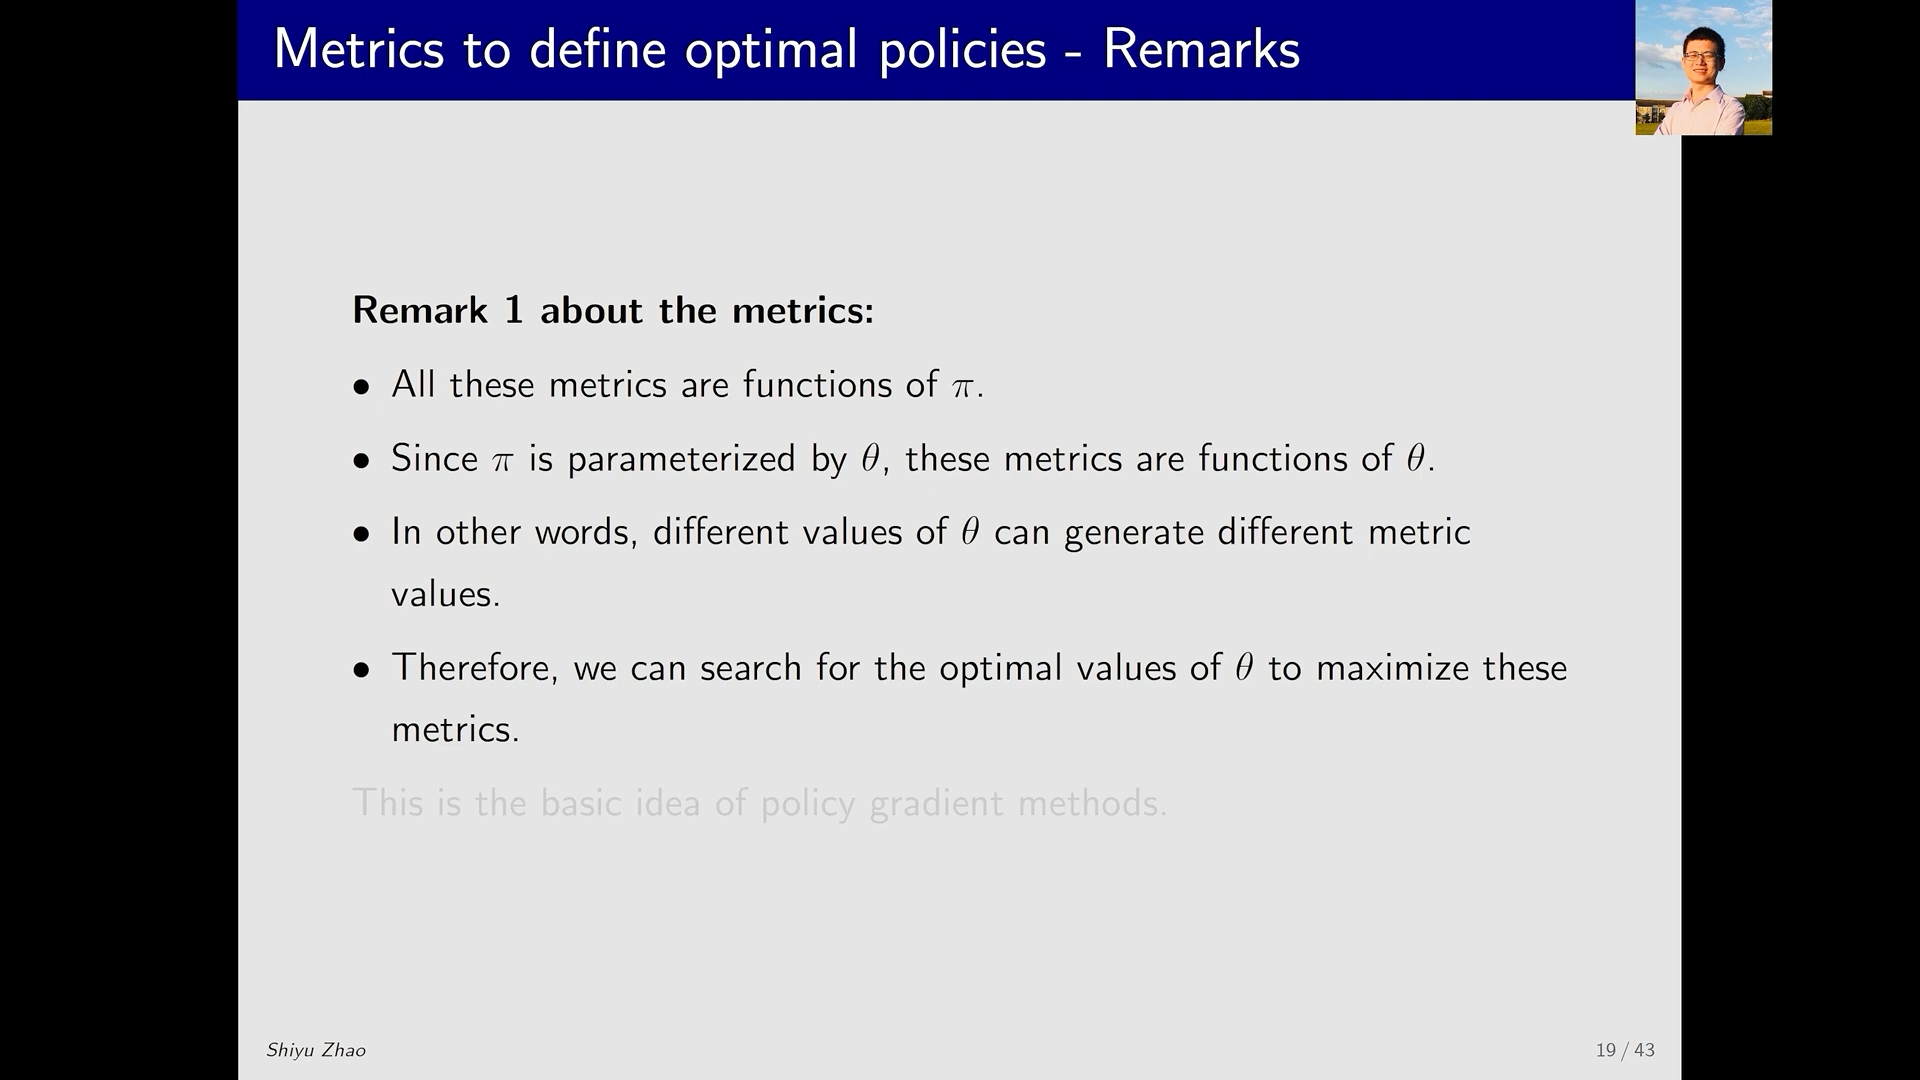 Metrics to define optimal policies - Remarks
Remark 1 about the metrics:
• All these metrics are functions of π.
• Since π is parameterized by θ, these metrics are functions of θ.
• In other words, different values of θ can generate different metric
values.
• Therefore, we can search for the optimal values of θ to maximize these
metrics.
This is the basic idea of policy gradient methods.
Shiyu Zhao
19 / 43